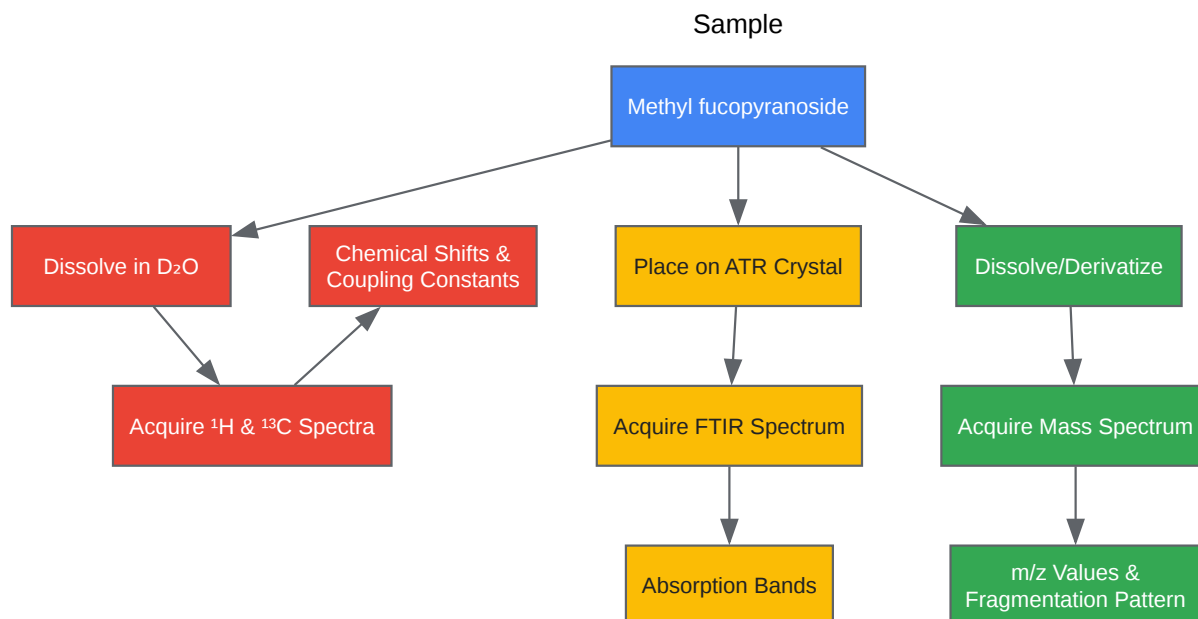 Sample
Methyl fucopyranoside
Dissolve in D₂O
Chemical Shifts &
Coupling Constants
Place on ATR Crystal
Dissolve/Derivatize
Acquire ¹H & ¹³C Spectra
Acquire FTIR Spectrum
Acquire Mass Spectrum
Absorption Bands
m/z Values &
Fragmentation Pattern